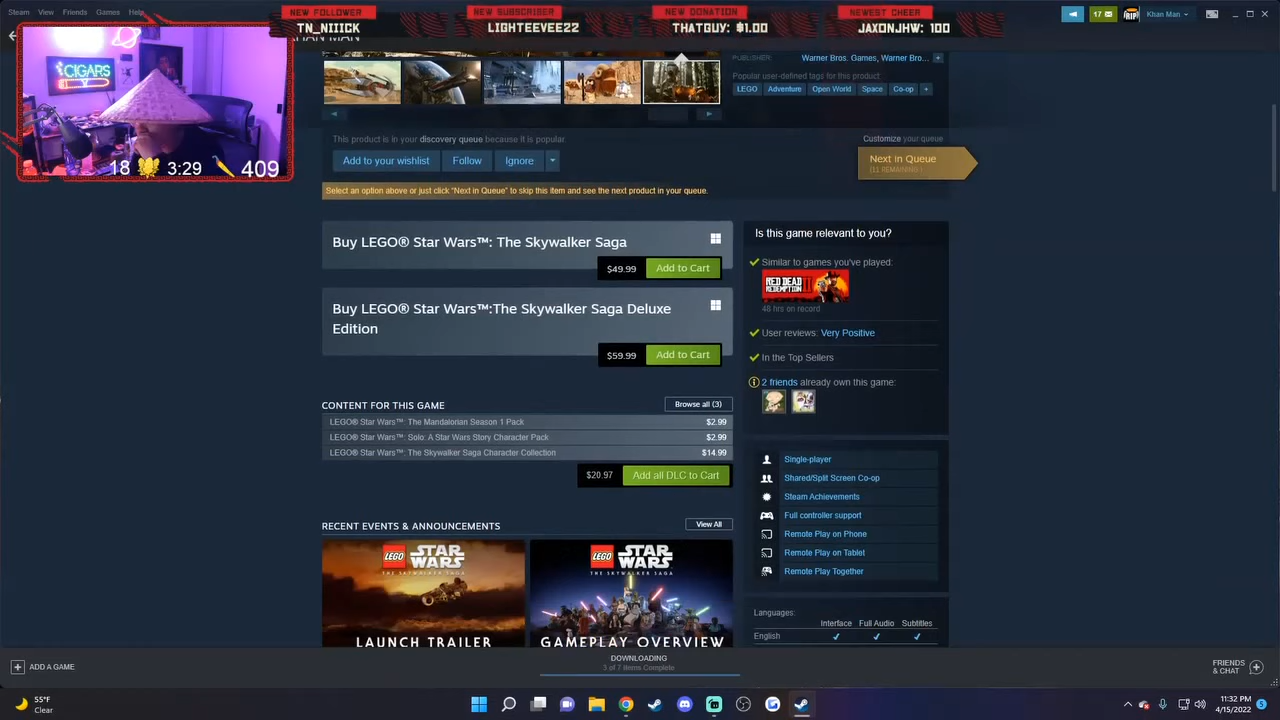 Steam View Friends Games Help
NEW FOLLOWER
TN_NIIICK
NEW SUBSCRIBER
LIGHTEEVEE22
NEW DONATION
THATGUY: $1.00
NEWEST CHEER
JAXONJHW: 100
17
RIP
Khan Man
CIGARS
18 3:29 409
PUBLISHER: Warner Bros. Games, Warner Bro... +
Popular user-defined tags for this product:
LEGO Adventure Open World Space Co-op +
This product is in your discovery queue because it is popular
Customize your queue
Add to your wishlist Follow Ignore
Next in Queue
(11 REMAINING )
Select an option above or just click "Next in Queue" to skip this item and see the next product in your queue.
Buy LEGO® Star Wars™: The Skywalker Saga
$49.99 Add to Cart
Buy LEGO® Star Wars™:The Skywalker Saga Deluxe
Edition
$59.99 Add to Cart
Is this game relevant to you?
Similar to games you've played:
RED DEAD
REDEMPTION II
48 hrs on record
User reviews: Very Positive
In the Top Sellers
2 friends already own this game:
CONTENT FOR THIS GAME
Browse all (3)
LEGO® Star Wars™: The Mandalorian Season 1 Pack $2.99
LEGO® Star Wars™: Solo: A Star Wars Story Character Pack $2.99
LEGO® Star Wars™: The Skywalker Saga Character Collection $14.99
$20.97 Add all DLC to Cart
Single-player
Shared/Split Screen Co-op
Steam Achievements
Full controller support
Remote Play on Phone
Remote Play on Tablet
Remote Play Together
RECENT EVENTS & ANNOUNCEMENTS
View All
LEGO STAR WARS
THE SKYWALKER SAGA
LAUNCH TRAILER
LEGO STAR WARS
THE SKYWALKER SAGA
GAMEPLAY OVERVIEW
Languages:
Interface Full Audio Subtitles
English ✔ ✔ ✔
+ ADD A GAME
DOWNLOADING
3 of 7 Items Complete
FRIENDS
& CHAT
55°F
Clear
11:32 PM
4/15/2022